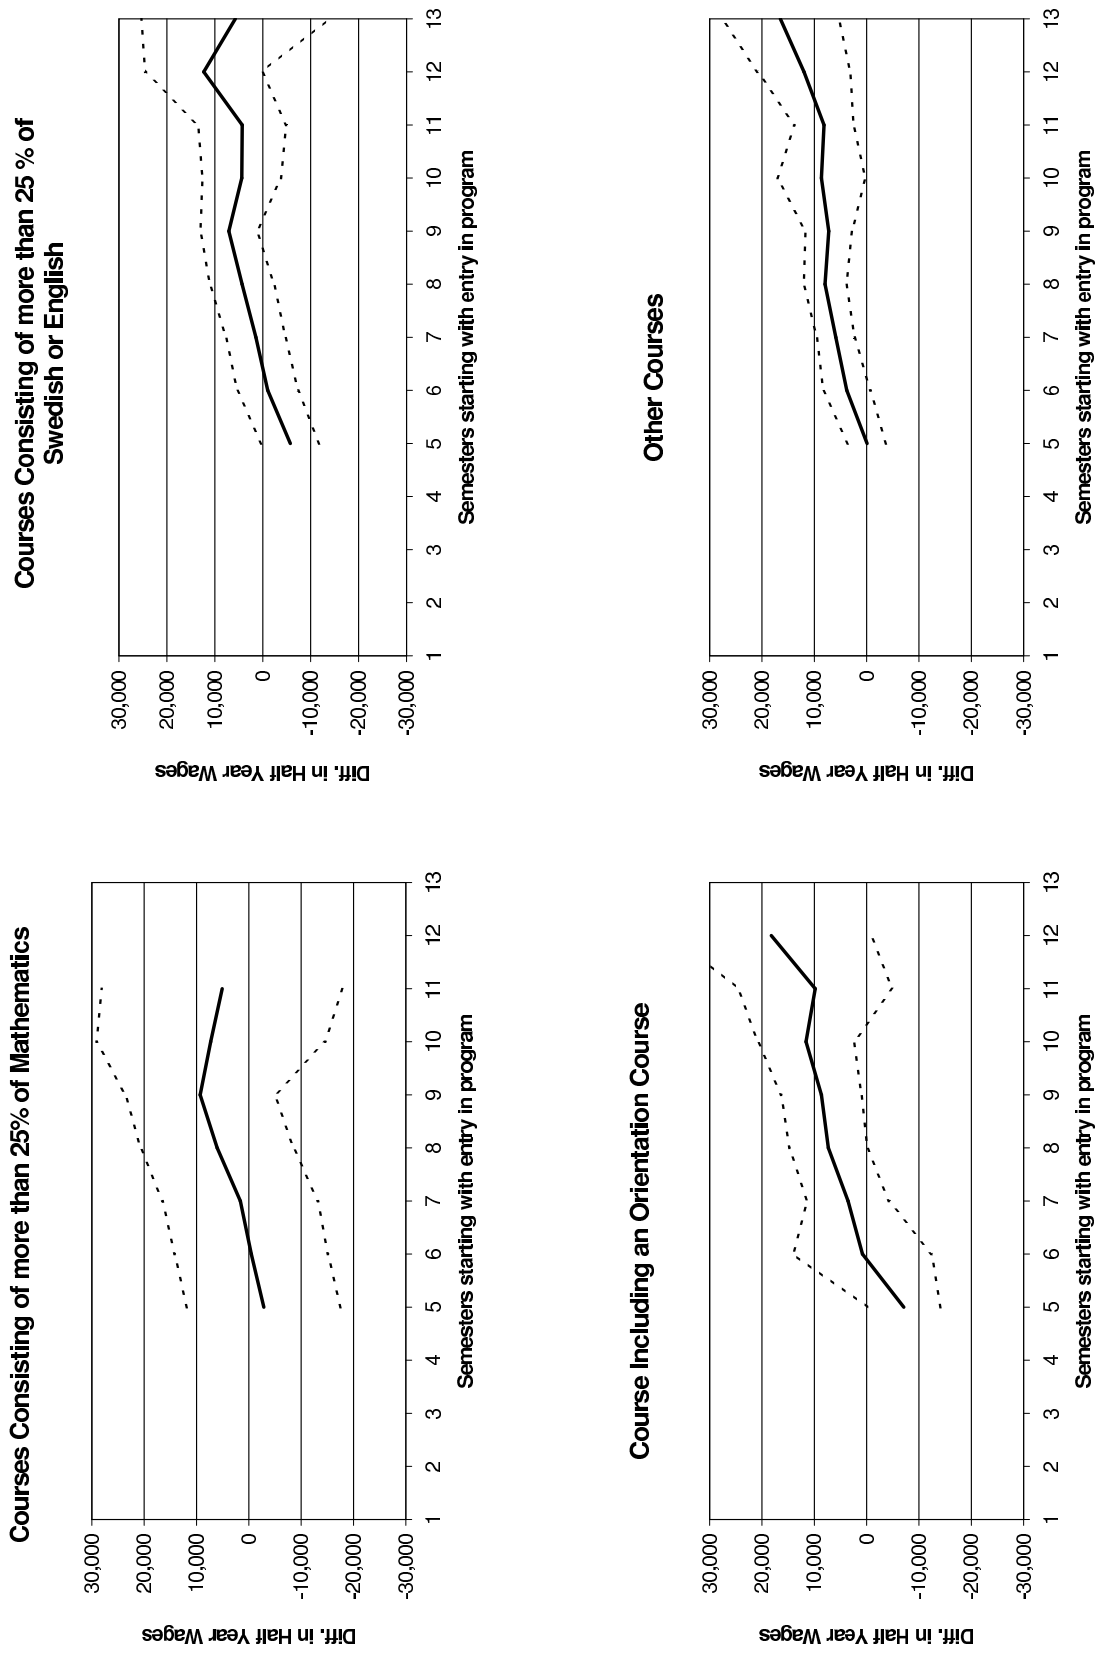 Courses Consisting of more than 25% of Mathematics
30,000
20,000
10,000
0
-10,000
-20,000
-30,000
1 2 3 4 5 6 7 8 9 10 11 12 13
Semesters starting with entry in program
Diff. in Half Year Wages
Courses Consisting of more than 25 % of
Swedish or English
30,000
20,000
10,000
0
-10,000
-20,000
-30,000
1 2 3 4 5 6 7 8 9 10 11 12 13
Semesters starting with entry in program
Diff. in Half Year Wages
Course Including an Orientation Course
30,000
20,000
10,000
0
-10,000
-20,000
-30,000
1 2 3 4 5 6 7 8 9 10 11 12 13
Semesters starting with entry in program
Diff. in Half Year Wages
Other Courses
30,000
20,000
10,000
0
-10,000
-20,000
-30,000
1 2 3 4 5 6 7 8 9 10 11 12 13
Semesters starting with entry in program
Diff. in Half Year Wages